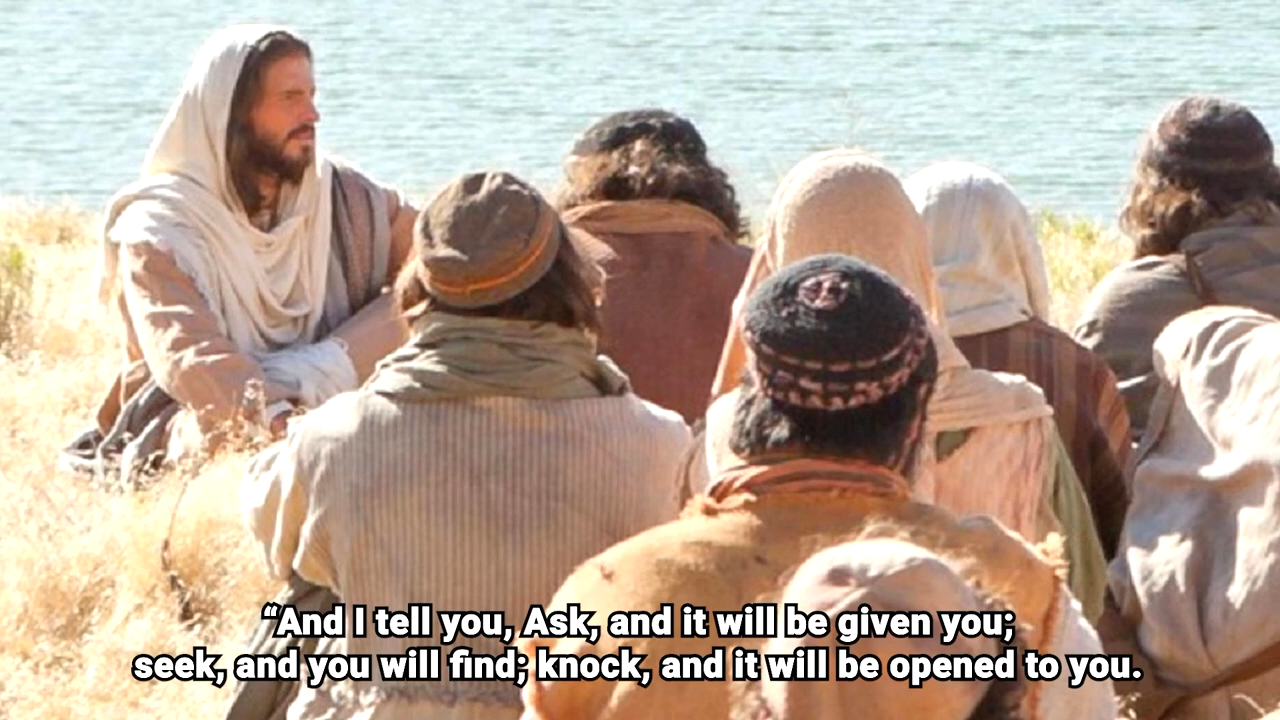 “And I tell you, Ask, and it will be given you;
seek, and you will find; knock, and it will be opened to you.